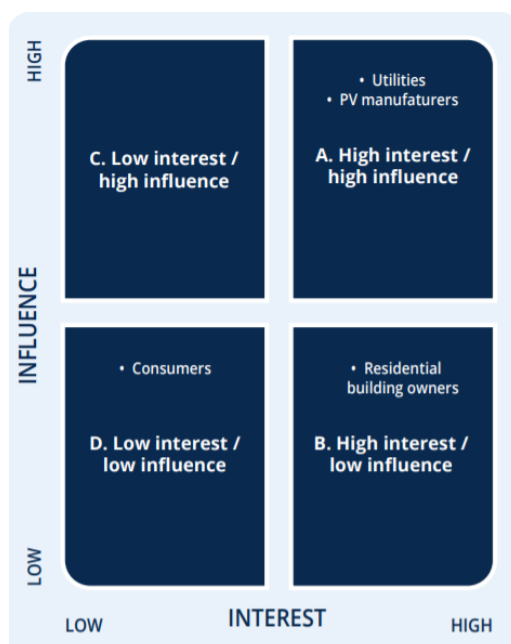 HIGH
• Utilities
• PV manufaturers
C. Low interest /
high influence
A. High interest /
high influence
INFLUENCE
• Consumers
• Residential
building owners
D. Low interest /
low influence
B. High interest /
low influence
LOW
LOW
INTEREST
HIGH